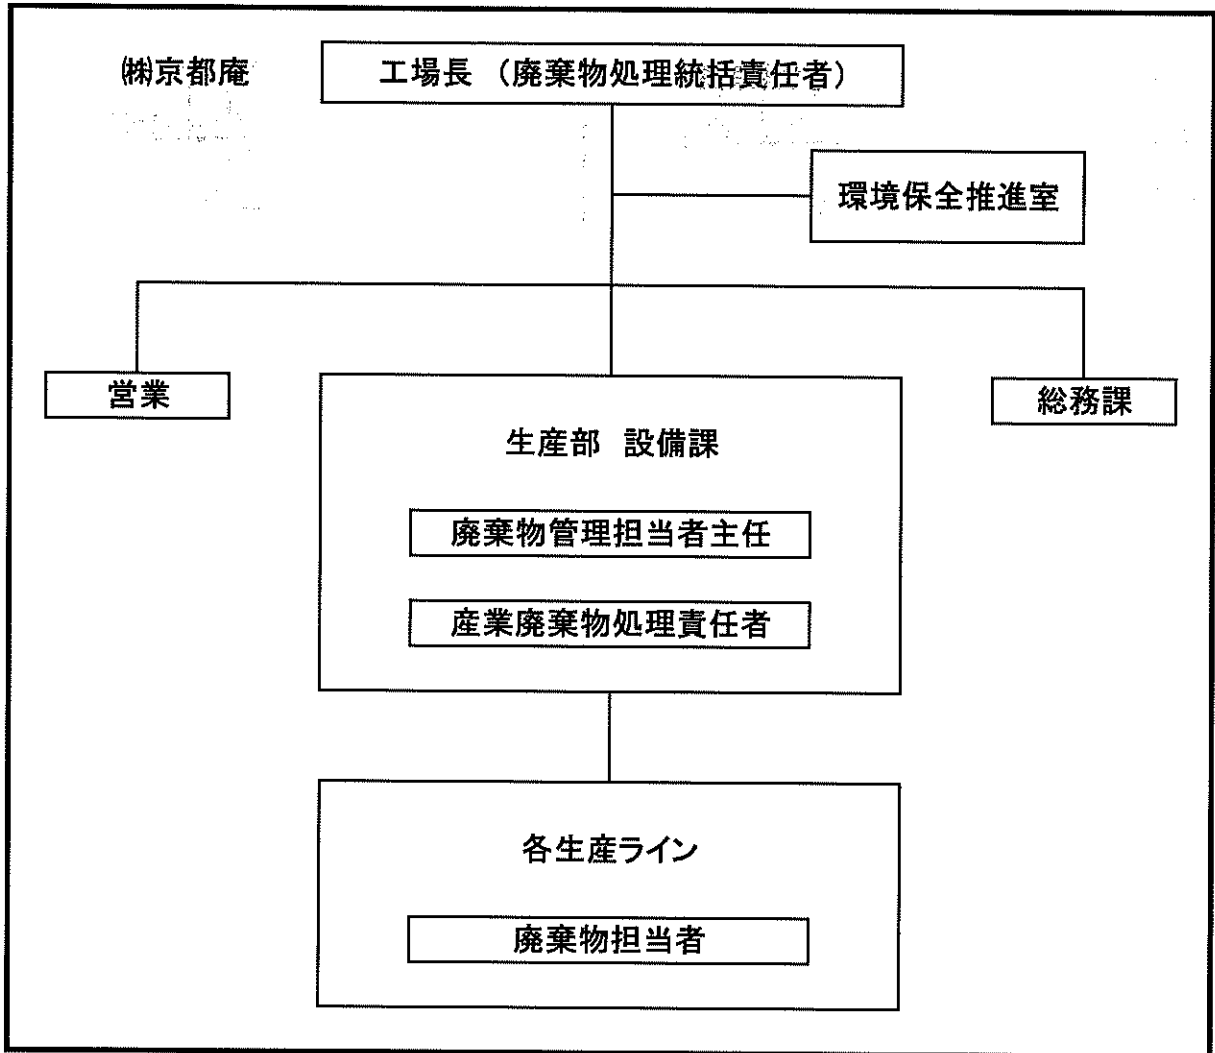 ㈱京都庵
工場長 （廃棄物処理統括責任者）
環境保全推進室
営業
総務課
生産部 設備課
廃棄物管理担当者主任
産業廃棄物処理責任者
各生産ライン
廃棄物担当者